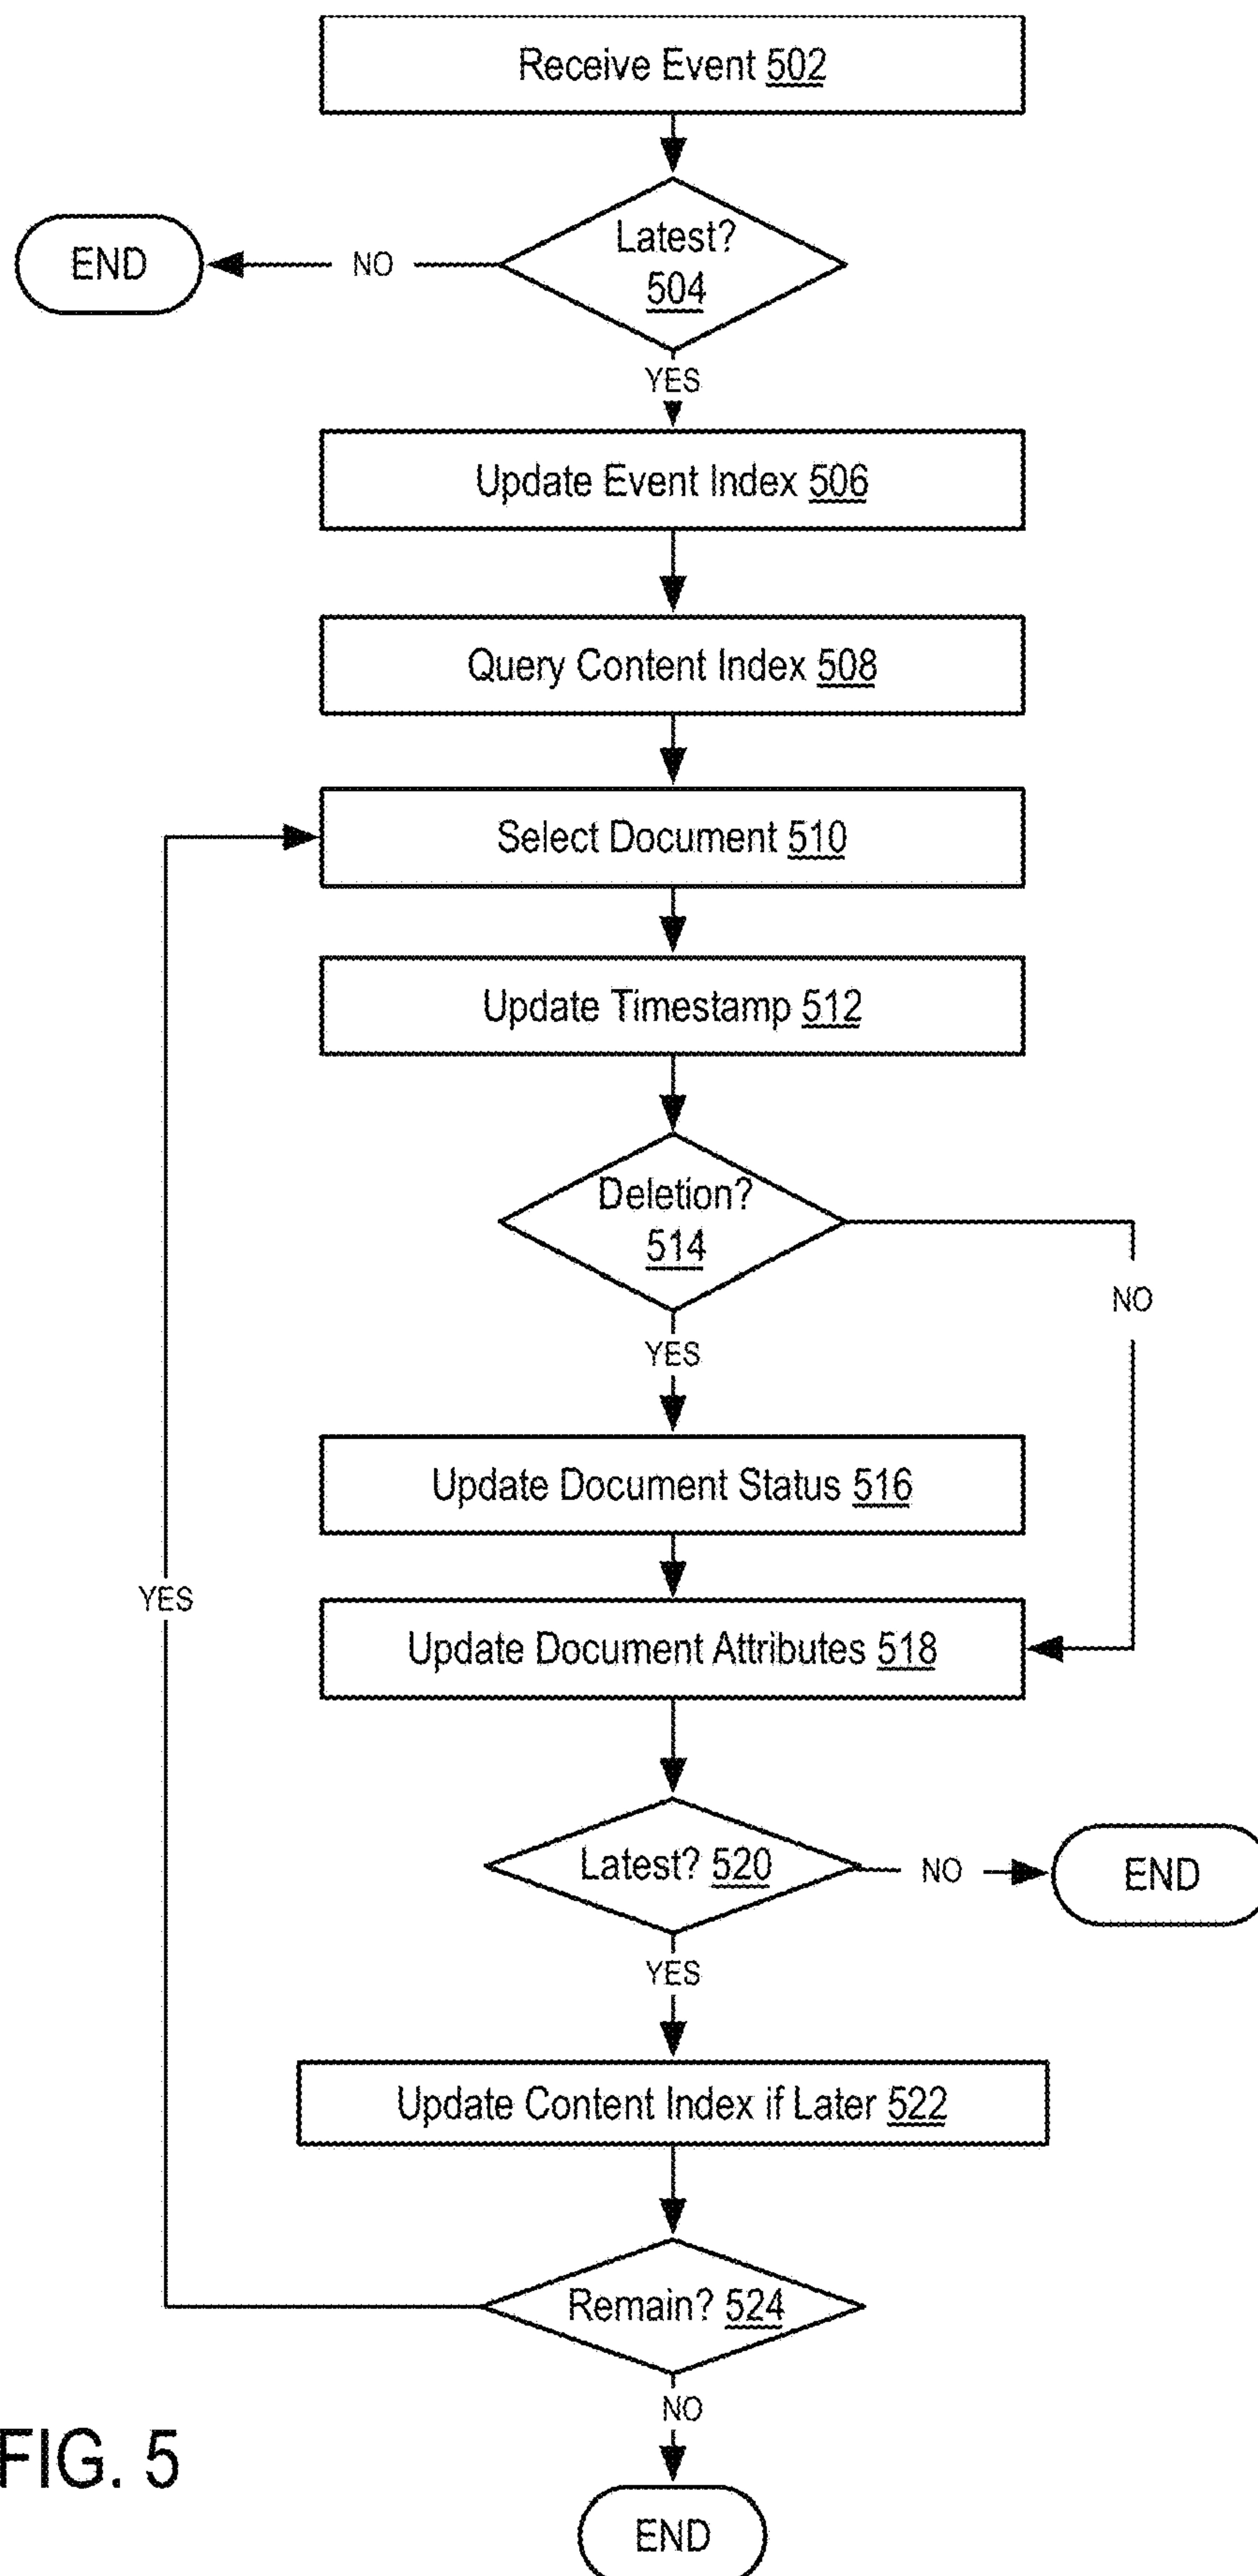 Receive Event 502
Latest?
504
END
NO
YES
Update Event Index 506
Query Content Index 508
Select Document 510
Update Timestamp 512
Deletion?
514
NO
YES
Update Document Status 516
YES
Update Document Attributes 518
Latest? 520
NO
END
YES
Update Content Index if Later 522
Remain? 524
NO
FIG. 5
END